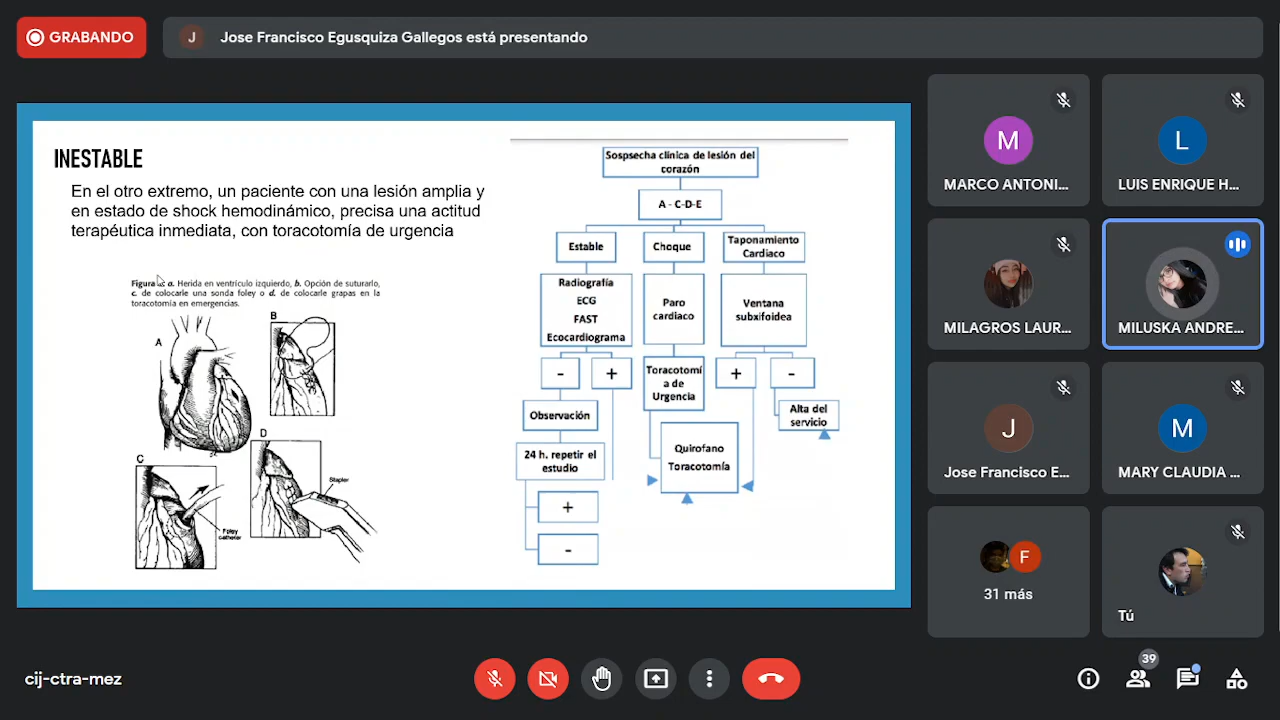 GRABANDO
J
Jose Francisco Egusquiza Gallegos está presentando
INESTABLE
En el otro extremo, un paciente con una lesión amplia y
en estado de shock hemodinámico, precisa una actitud
terapéutica inmediata, con toracotomía de urgencia
a. Herida en ventrículo izquierdo, b. Opción de suturarlo,
c. de colocarle una sonda foley o d. de colocarle grapas en la
toracotomía en emergencias.
A
B
C
D
Foley
catheter
Stapler
Sospsecha clínica de lesión del
corazón
A - C-D-E
Estable
Choque
Taponamiento
Cardiaco
Radiografía
ECG
FAST
Ecocardiograma
Paro
cardiaco
Ventana
subxifoidea
-
+
Toracotomí
a de
Urgencia
+
-
Observación
Alta del
servicio
24 h. repetir el
estudio
Quirofano
Toracotomía
+
-
M
MARCO ANTONI...
L
LUIS ENRIQUE H...
MILAGROS LAUR...
MILUSKA ANDRE...
J
Jose Francisco E...
M
MARY CLAUDIA ...
F
31 más
Tú
cij-ctra-mez
39